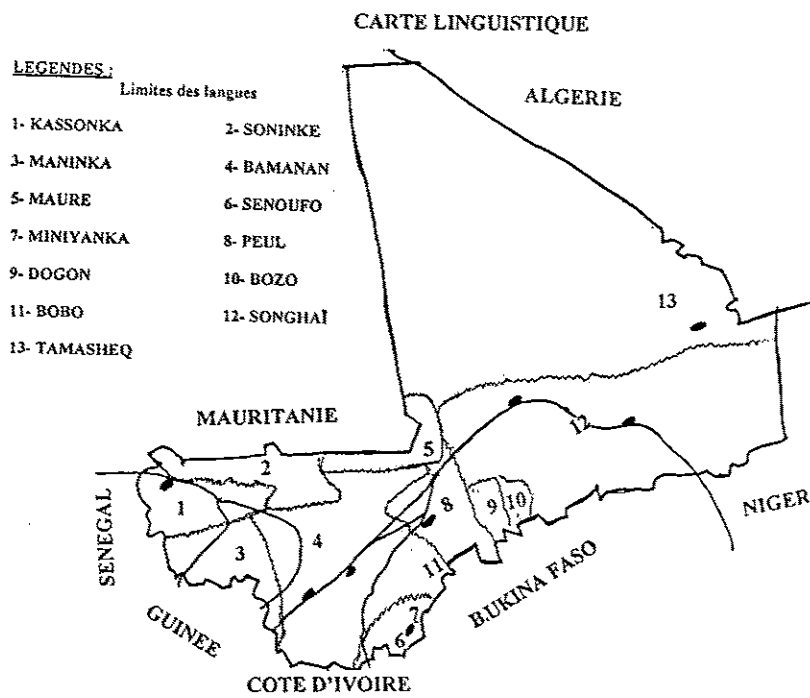 CARTE LINGUISTIQUE
LEGENDES :
Limites des langues
1- KASSONKA 2- SONINKE
3- MANINKA 4- BAMANAN
5- MAURE 6- SENOUFO
7- MINIYANKA 8- PEUL
9- DOGON 10- BOZO
11- BOBO 12- SONGHAÏ
13- TAMASHEQ
ALGERIE
13
MAURITANIE
12
5
2
1
8
9
10
NIGER
SENEGAL
3
4
11
B.UKINA FASO
GUINEE
7
6
COTE D'IVOIRE